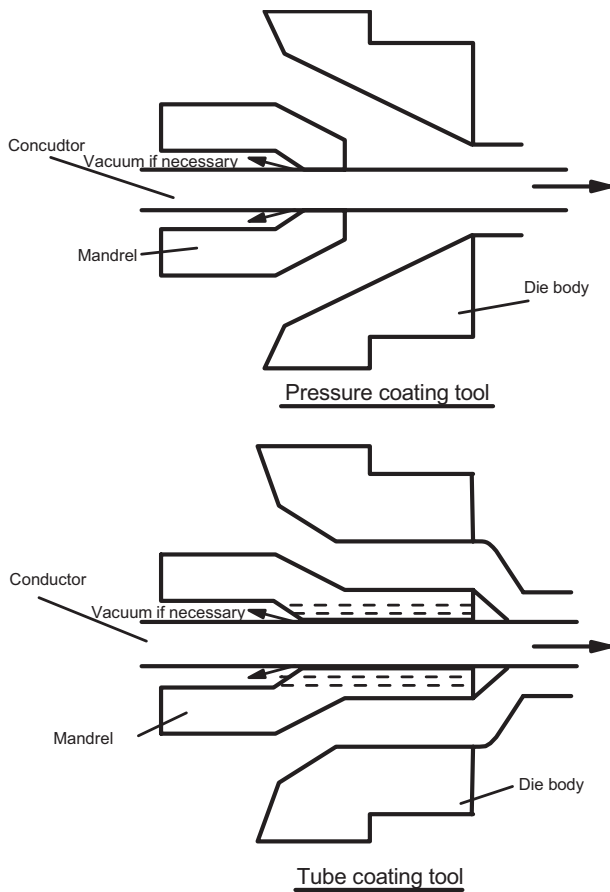 Concudtor
Vacuum if necessary
Mandrel
Die body
Pressure coating tool
Conductor
Vacuum if necessary
Mandrel
Die body
Tube coating tool